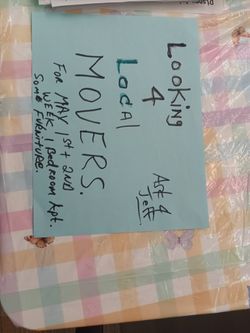 LOOKING
4
LOCAL
MOVERS.
FOR MAY 1st + 2ND
WEEK 1 BedROOM Apt.
SOME FURNITURE.
ASK 4
Jeff